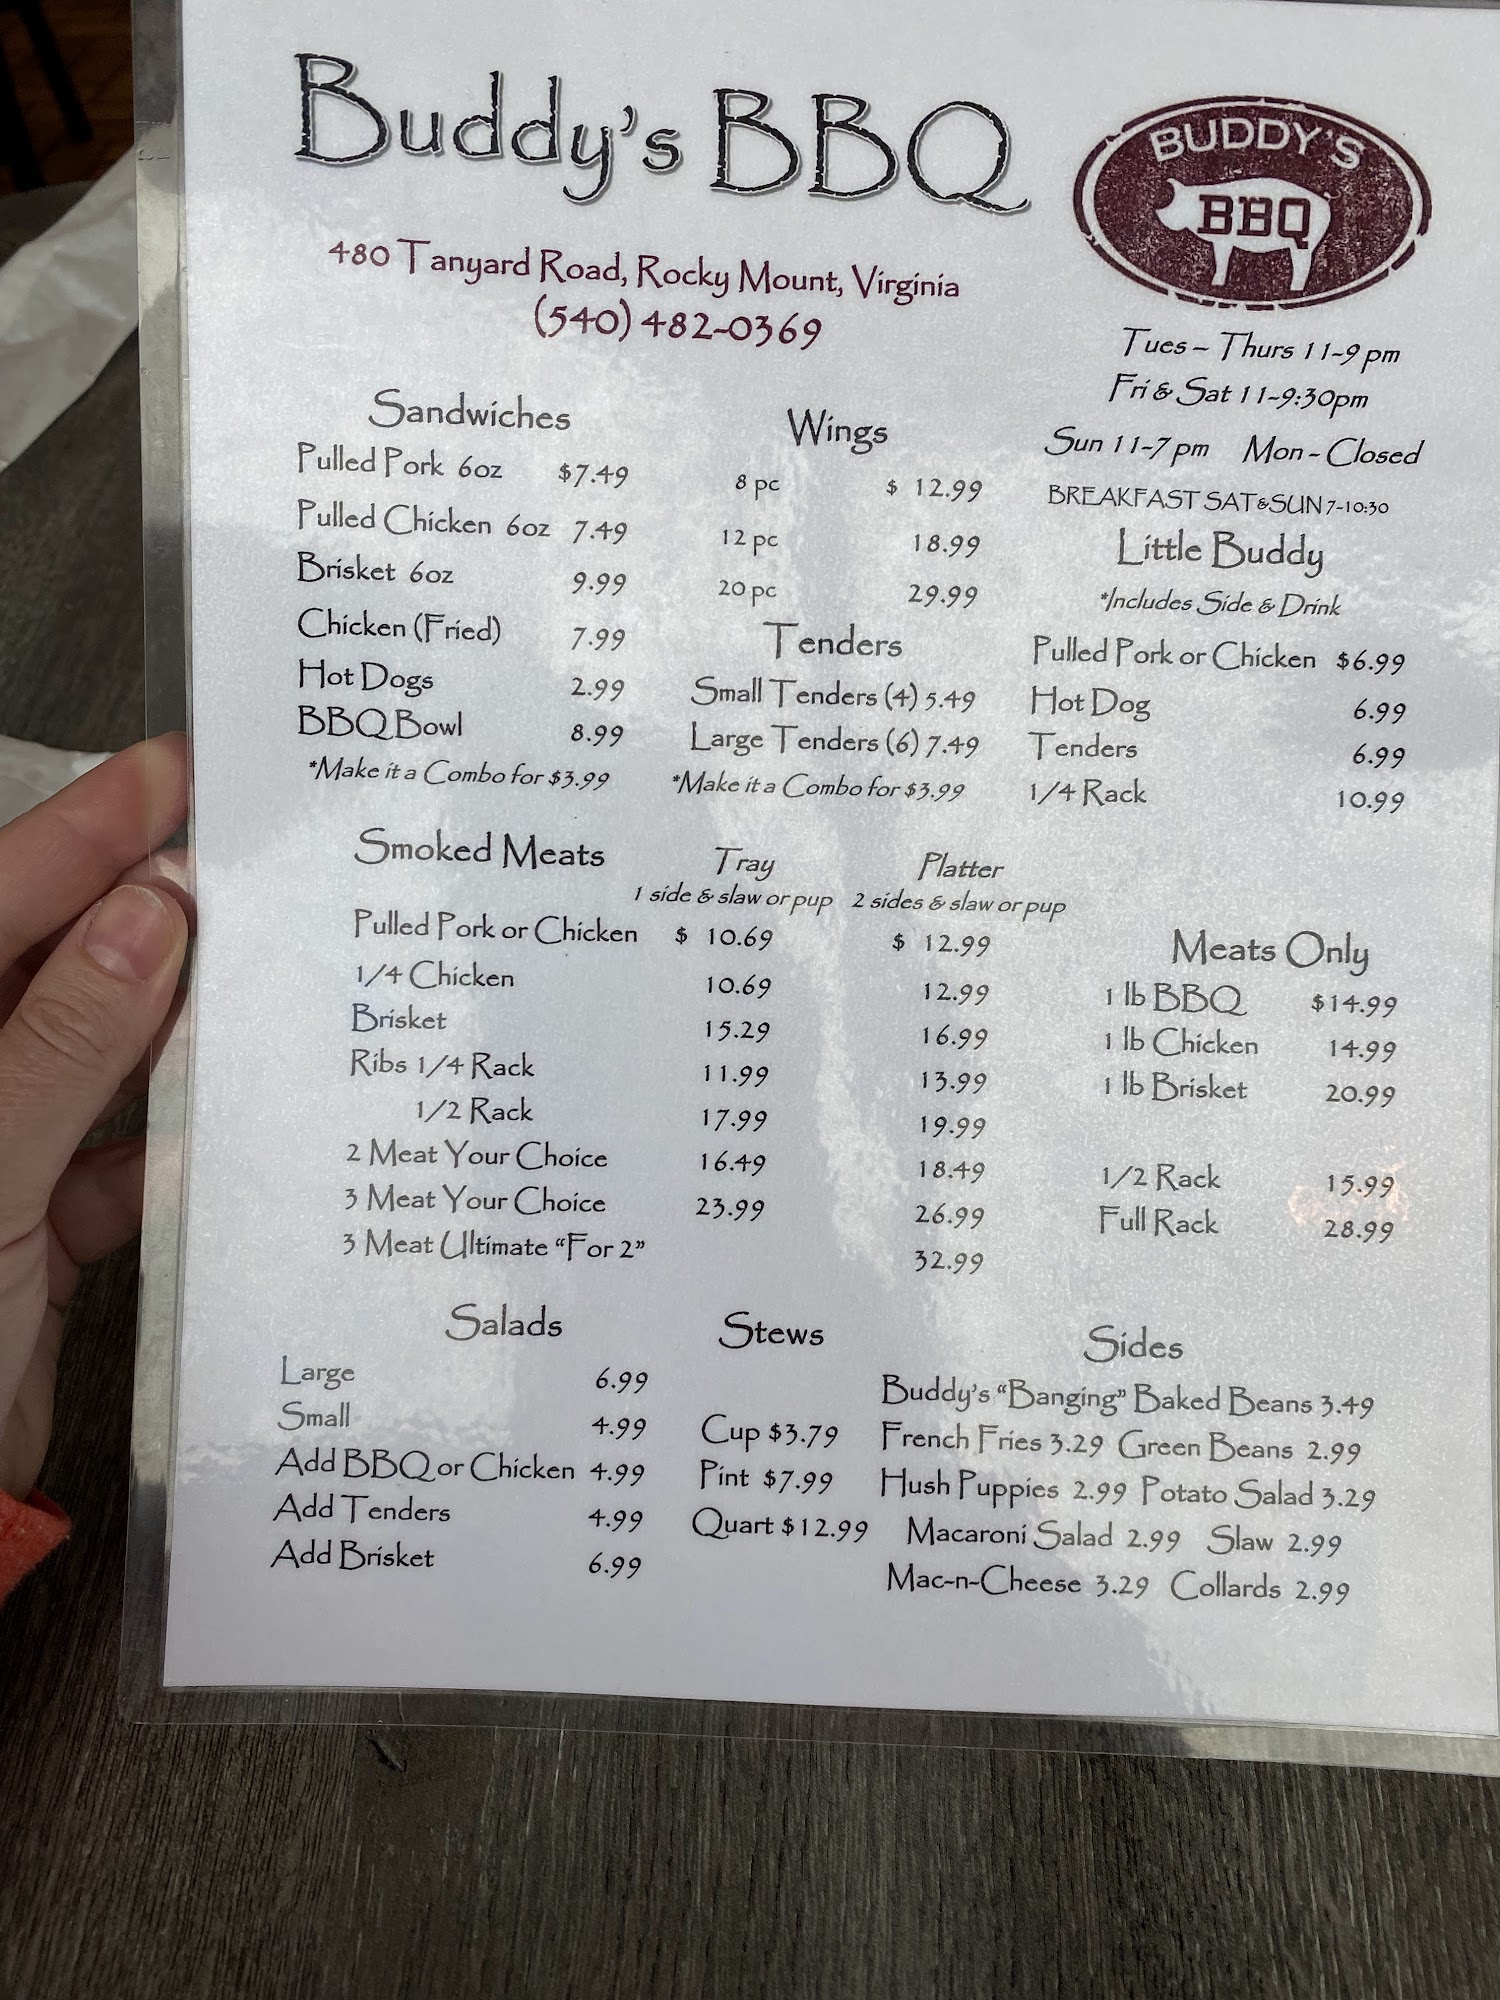 Buddy's BBQ
BUDDY'S
BBQ
480 Tanyard Road, Rocky Mount, Virginia
(540) 482-0369
Tues – Thurs 11-9 pm
Fri & Sat 11-9:30pm
Sun 11-7 pm Mon - Closed
BREAKFAST SAT&SUN 7-10:30
Sandwiches
Pulled Pork 6oz $7.49
Pulled Chicken 6oz 7.49
Brisket 6oz 9.99
Chicken (Fried) 7.99
Hot Dogs 2.99
BBQ Bowl 8.99
*Make it a Combo for $3.99
Wings
8 pc $ 12.99
12 pc 18.99
20 pc 29.99
Tenders
Small Tenders (4) 5.49
Large Tenders (6) 7.49
*Make it a Combo for $3.99
Little Buddy
*Includes Side & Drink
Pulled Pork or Chicken $6.99
Hot Dog 6.99
Tenders 6.99
1/4 Rack 10.99
Smoked Meats Tray Platter
1 side & slaw or pup 2 sides & slaw or pup
Pulled Pork or Chicken $ 10.69 $ 12.99
1/4 Chicken 10.69 12.99
Brisket 15.29 16.99
Ribs 1/4 Rack 11.99 13.99
1/2 Rack 17.99 19.99
2 Meat Your Choice 16.49 18.49
3 Meat Your Choice 23.99 26.99
3 Meat Ultimate "For 2" 32.99
Meats Only
1 lb BBQ $14.99
1 lb Chicken 14.99
1 lb Brisket 20.99
1/2 Rack 15.99
Full Rack 28.99
Salads
Large 6.99
Small 4.99
Add BBQ or Chicken 4.99
Add Tenders 4.99
Add Brisket 6.99
Stews
Cup $3.79
Pint $7.99
Quart $12.99
Sides
Buddy's "Banging" Baked Beans 3.49
French Fries 3.29 Green Beans 2.99
Hush Puppies 2.99 Potato Salad 3.29
Macaroni Salad 2.99 Slaw 2.99
Mac-n-Cheese 3.29 Collards 2.99